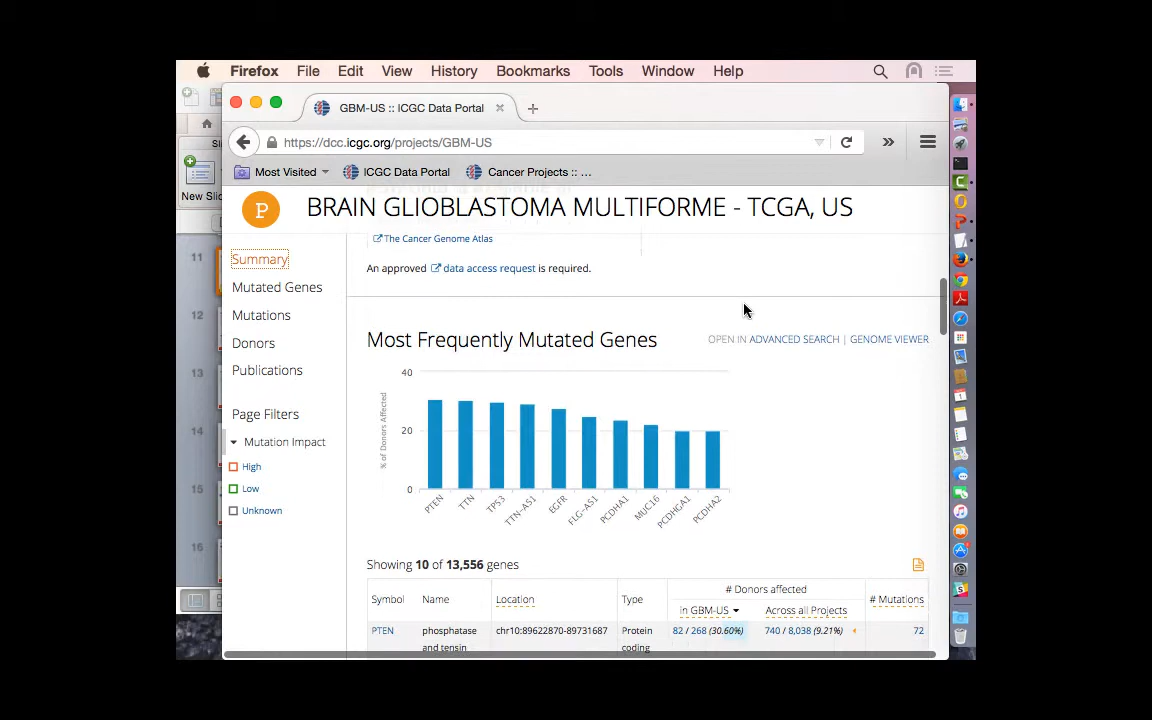 Firefox File Edit View History Bookmarks Tools Window Help
GBM-US :: ICGC Data Portal
https://dcc.icgc.org/projects/GBM-US
Most Visited ICGC Data Portal Cancer Projects :: ...
New Slid
P BRAIN GLIOBLASTOMA MULTIFORME - TCGA, US
Summary
Mutated Genes
Mutations
Donors
Publications
Page Filters
Mutation Impact
High
Low
Unknown
11
12
13
14
15
16
The Cancer Genome Atlas
An approved data access request is required.
Most Frequently Mutated Genes
OPEN IN ADVANCED SEARCH | GENOME VIEWER
% of Donors Affected
40
20
0
PTEN TTN TP53 TTN-AS1 EGFR FLG-AS1 PCDHA1 MUC16 PCDHGA1 PCDHA2
Showing 10 of 13,556 genes
# Donors affected
Symbol Name Location Type in GBM-US Across all Projects # Mutations
PTEN phosphatase chr10:89622870-89731687 Protein 82 / 268 (30.60%) 740 / 8,038 (9.21%) 72
and tensin coding